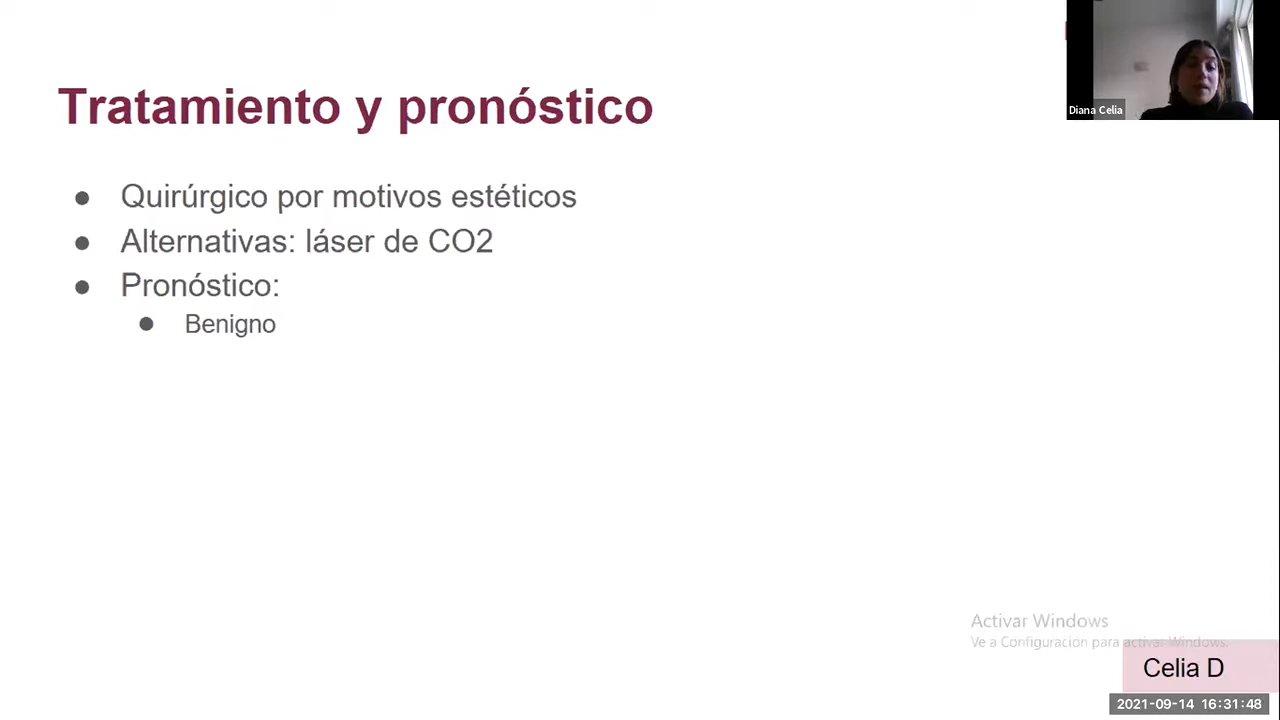 Diana Celia
Tratamiento y pronóstico
Quirúrgico por motivos estéticos
Alternativas: láser de CO2
Pronóstico:
Benigno
Activar Windows
Ve a Configuración para activar Windows.
Celia D
2021-09-14 16:31:48